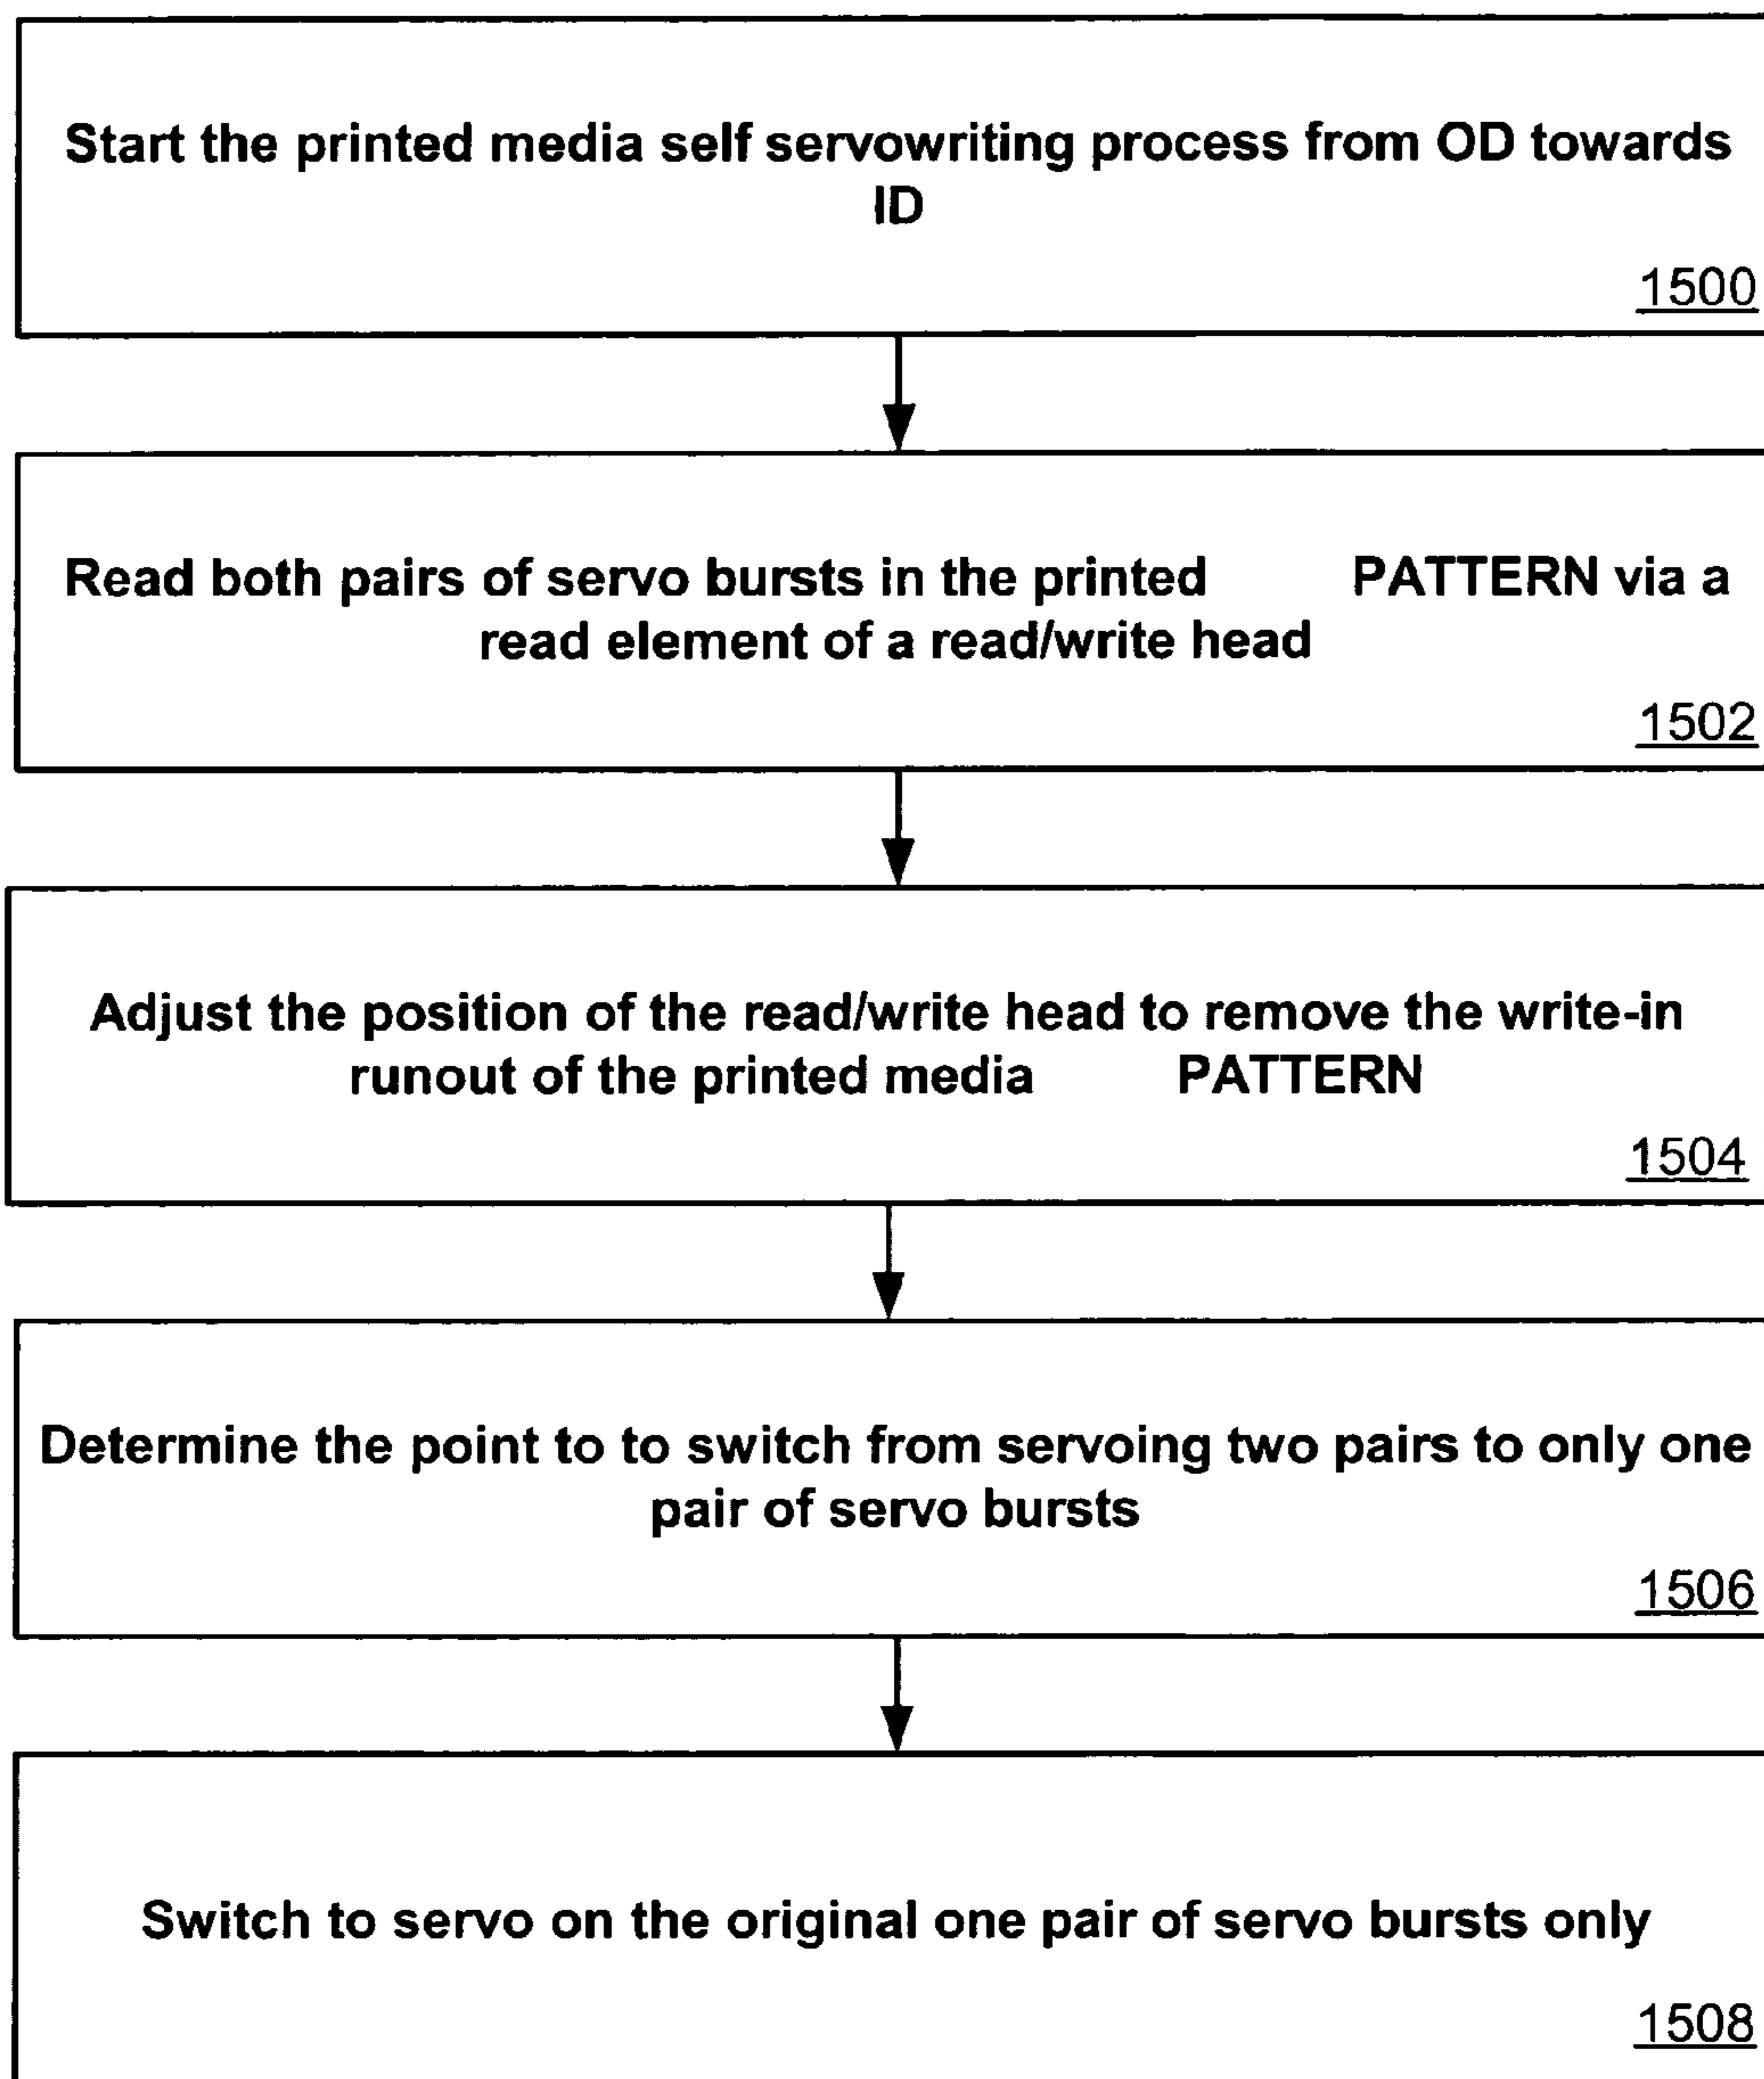 Start the printed media self servowriting process from OD towards
ID
1500
Read both pairs of servo bursts in the printed PATTERN via a
read element of a read/write head
1502
Adjust the position of the read/write head to remove the write-in
runout of the printed media PATTERN
1504
Determine the point to to switch from servoing two pairs to only one
pair of servo bursts
1506
Switch to servo on the original one pair of servo bursts only
1508